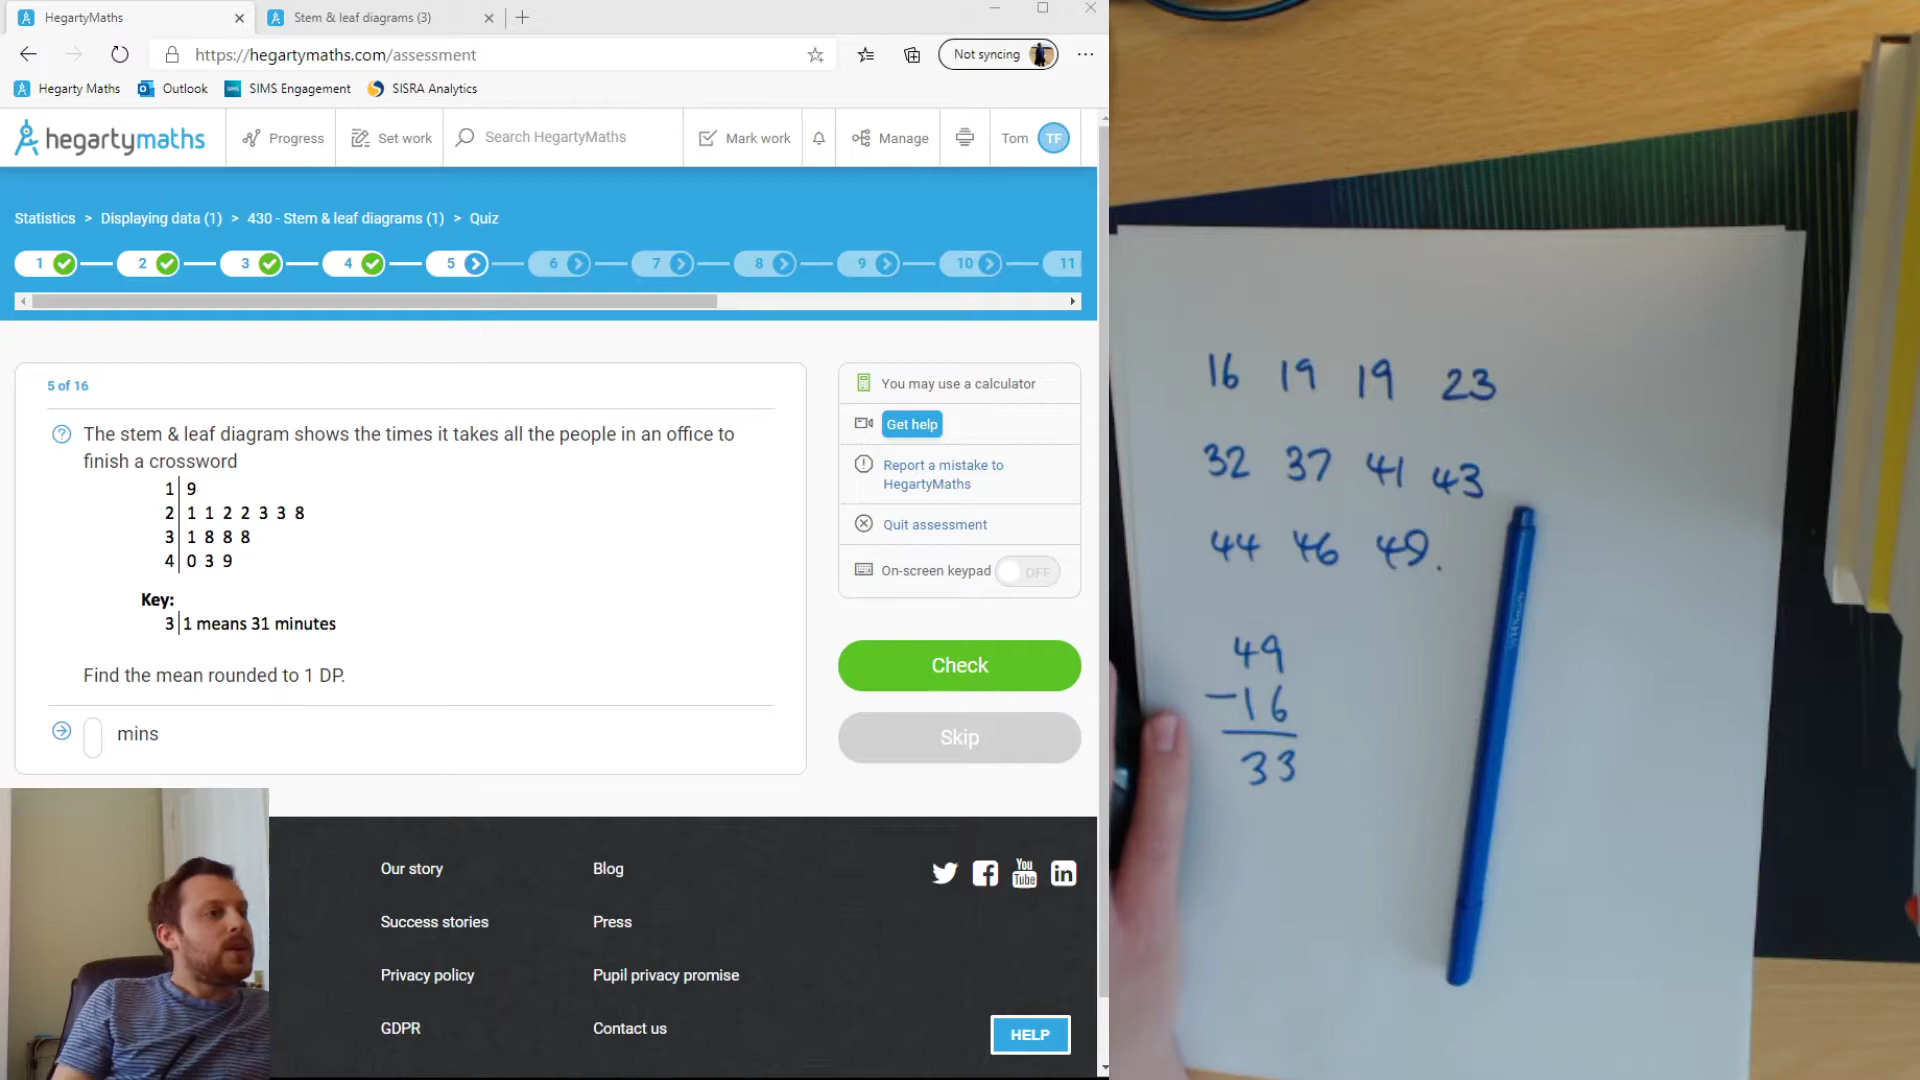 HegartyMaths
Stem & leaf diagrams (3)
https://hegartymaths.com/assessment
Not syncing
Hegarty Maths
Outlook
SIMS Engagement
SISRA Analytics
hegartymaths
Progress
Set work
Search HegartyMaths
Mark work
Manage
Tom
TF
Statistics > Displaying data (1) > 430 - Stem & leaf diagrams (1) > Quiz
1 2 3 4 5 6 7 8 9 10 11
5 of 16
The stem & leaf diagram shows the times it takes all the people in an office to
finish a crossword
1 | 9
2 | 1 1 2 2 3 3 8
3 | 1 8 8 8
4 | 0 3 9
Key:
3 | 1 means 31 minutes
Find the mean rounded to 1 DP.
mins
You may use a calculator
Get help
Report a mistake to
HegartyMaths
Quit assessment
On-screen keypad OFF
Check
Skip
Our story
Blog
You
Tube
in
Success stories
Press
Privacy policy
Pupil privacy promise
GDPR
Contact us
HELP
16 19 19 23
32 37 41 43
44 46 49.
49
-16
33